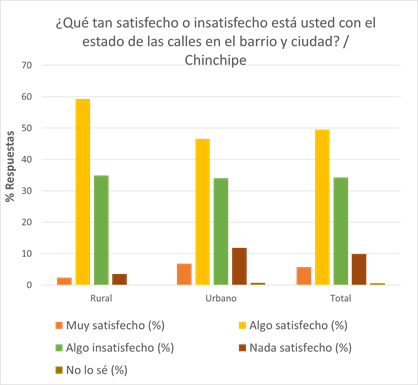 ¿Qué tan satisfecho o insatisfecho está usted con el
estado de las calles en el barrio y ciudad? /
Chinchipe
% Respuestas
70
60
50
40
30
20
10
0
Rural
Urbano
Total
Muy satisfecho (%)
Algo satisfecho (%)
Algo insatisfecho (%)
Nada satisfecho (%)
No lo sé (%)